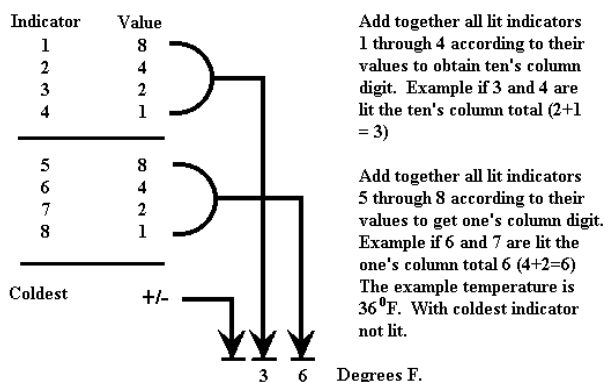 Indicator Value
1 8
2 4
3 2
4 1
5 8
6 4
7 2
8 1
Coldest +/-
3 6 Degrees F.
Add together all lit indicators
1 through 4 according to their
values to obtain ten's column
digit. Example if 3 and 4 are
lit the ten's column total (2+1
= 3)
Add together all lit indicators
5 through 8 according to their
values to get one's column digit.
Example if 6 and 7 are lit the
one's column total 6 (4+2=6)
The example temperature is
36⁰F. With coldest indicator
not lit.